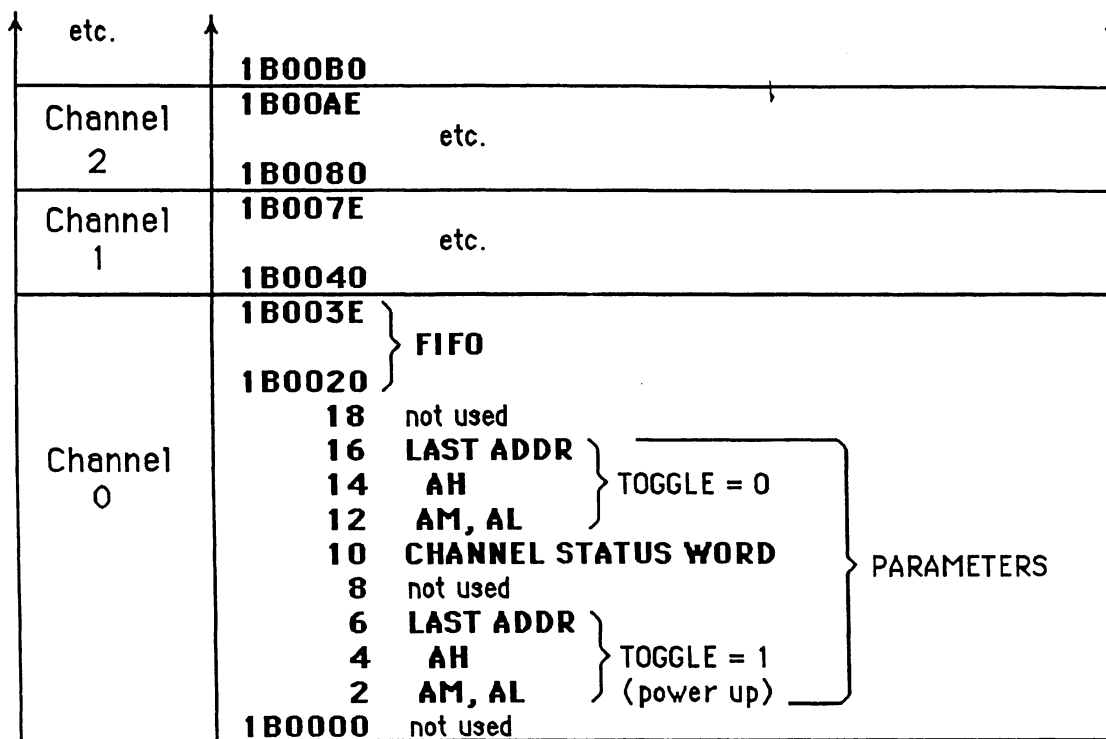 etc.
1B00B0
Channel
2
1B00AE
etc.
1B0080
Channel
1
1B007E
etc.
1B0040
Channel
0
1B003E
FIFO
1B0020
18 not used
16 LAST ADDR
14 AH
TOGGLE = 0
12 AM, AL
10 CHANNEL STATUS WORD
PARAMETERS
8 not used
6 LAST ADDR
4 AH
TOGGLE = 1
2 AM, AL
(power up)
1B0000 not used